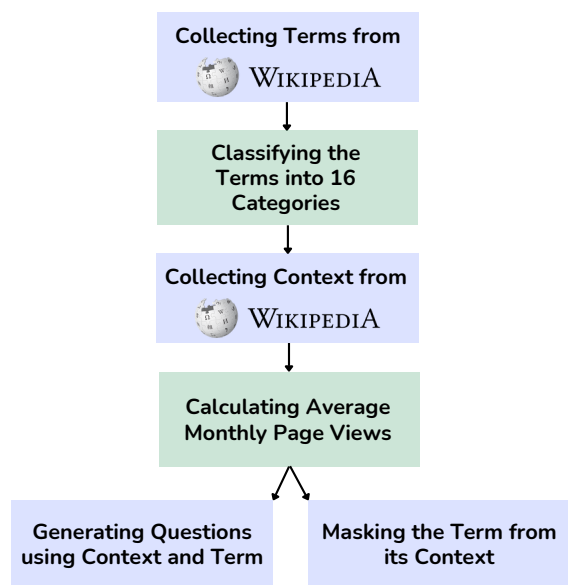 Collecting Terms from
WIKIPEDIA
Classifying the
Terms into 16
Categories
Collecting Context from
WIKIPEDIA
Calculating Average
Monthly Page Views
Generating Questions
using Context and Term
Masking the Term from
its Context